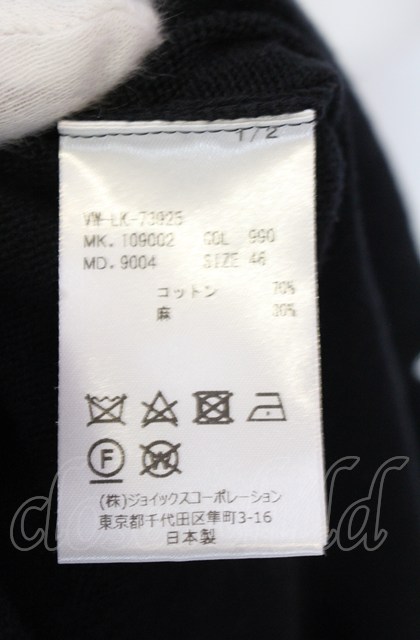 1/2
VW-LK-73925
MK. 109002 COL 990
MD. 9004 SIZE 46
コットン 70%
麻 30%
F
W
(株)ジョイックスコーポレーション
東京都千代田区隼町3-16
日本製